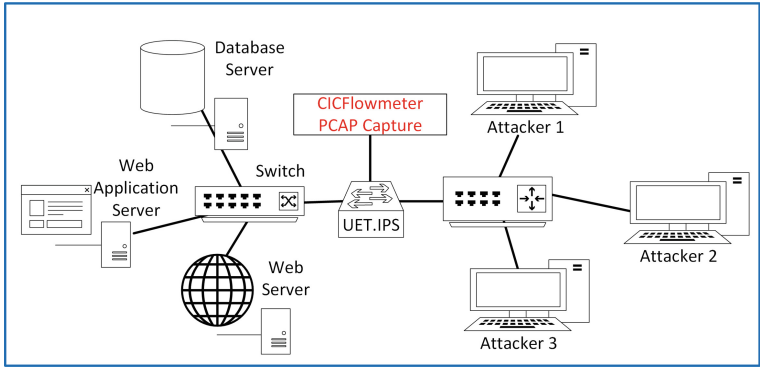 Database
Server
CICFlowmeter
PCAP Capture
Attacker 1
Web
Application
Server
Switch
UET.IPS
Attacker 2
Web
Server
Attacker 3